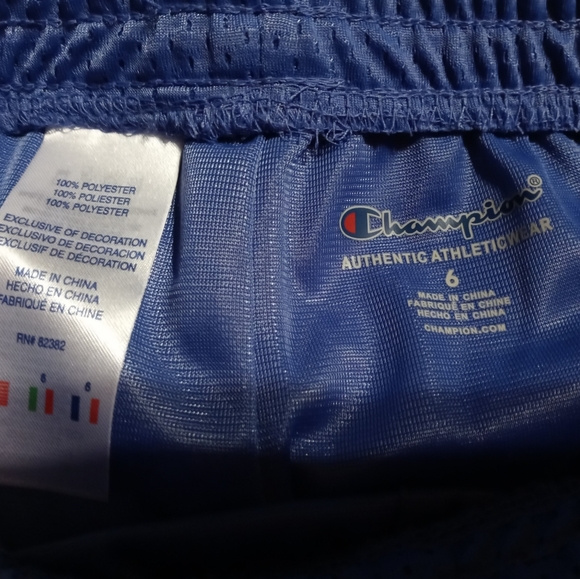 100% POLYESTER
100% POLIESTER
100% POLYESTER
EXCLUSIVE OF DECORATION
EXCLUSIVO DE DECORACION
EXCLUSIF DE DÉCORATION
MADE IN CHINA
HECHO EN CHINA
FABRIQUÉ EN CHINE
RN# 82382
6 6
Champion®
AUTHENTIC ATHLETICWEAR
6
MADE IN CHINA
FABRIQUÉ EN CHINE
HECHO EN CHINA
CHAMPION.COM